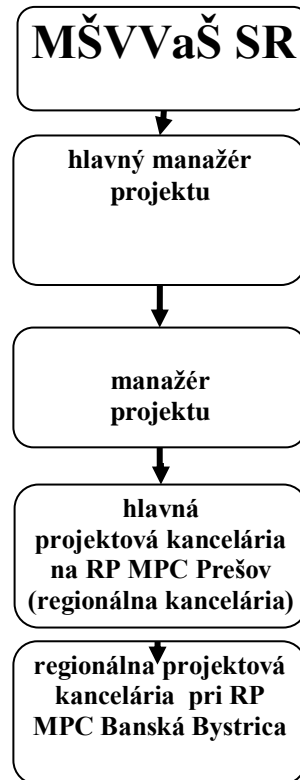 MŠVVaŠ SR
hlavný manažér
projektu
manažér
projektu
hlavná
projektová kancelária
na RP MPC Prešov
(regionálna kancelária)
regionálna projektová
kancelária pri RP
MPC Banská Bystrica